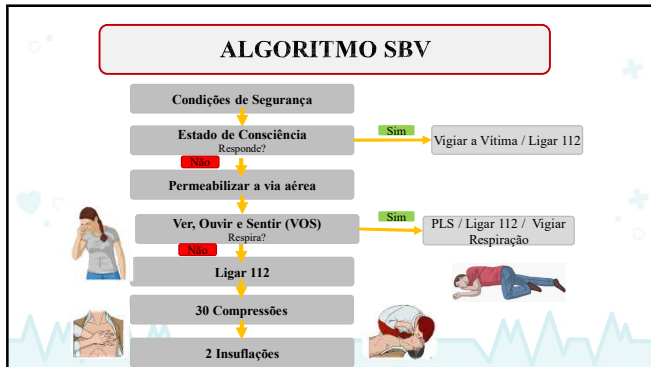 ALGORITMO SBV
Condições de Segurança
Estado de Consciência
Responde?
Sim
Vigiar a Vítima / Ligar 112
Não
Permeabilizar a via aérea
Ver, Ouvir e Sentir (VOS)
Respira?
Sim
PLS / Ligar 112 / Vigiar
Respiração
Não
Ligar 112
30 Compressões
2 Insuflações